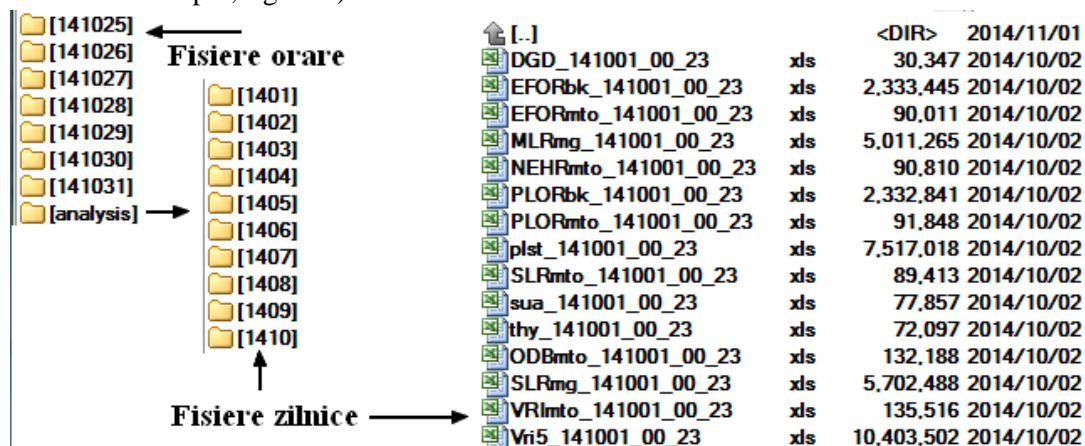 [141025]
[141026]
[141027]
[141028]
[141029]
[141030]
[141031]
[analysis]
Fisiere orare
[1401]
[1402]
[1403]
[1404]
[1405]
[1406]
[1407]
[1408]
[1409]
[1410]
Fisiere zilnice
[..] <DIR> 2014/11/01
DGD_141001_00_23 xls 30,347 2014/10/02
EFORbk_141001_00_23 xls 2,333,445 2014/10/02
EFORmto_141001_00_23 xls 90,011 2014/10/02
MLRmg_141001_00_23 xls 5,011,265 2014/10/02
NEHRmto_141001_00_23 xls 90,810 2014/10/02
PLORbk_141001_00_23 xls 2,332,841 2014/10/02
PLORmto_141001_00_23 xls 91,848 2014/10/02
plst_141001_00_23 xls 7,517,018 2014/10/02
SLRmto_141001_00_23 xls 89,413 2014/10/02
sua_141001_00_23 xls 77,857 2014/10/02
thy_141001_00_23 xls 72,097 2014/10/02
ODBmto_141001_00_23 xls 132,188 2014/10/02
SLRmg_141001_00_23 xls 5,702,488 2014/10/02
VRImto_141001_00_23 xls 135,516 2014/10/02
Vri5_141001_00_23 xls 10,403,502 2014/10/02